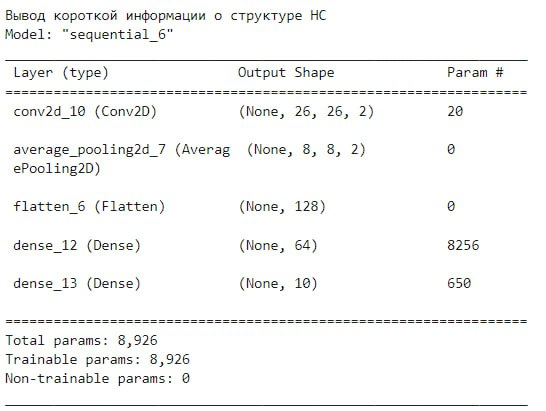 Вывод короткой информации о структуре НС
Model: "sequential_6"
_________________________________________________________________
Layer (type) Output Shape Param #
=================================================================
conv2d_10 (Conv2D) (None, 26, 26, 2) 20
average_pooling2d_7 (Averag (None, 8, 8, 2) 0
ePooling2D)
flatten_6 (Flatten) (None, 128) 0
dense_12 (Dense) (None, 64) 8256
dense_13 (Dense) (None, 10) 650
=================================================================
Total params: 8,926
Trainable params: 8,926
Non-trainable params: 0
_________________________________________________________________